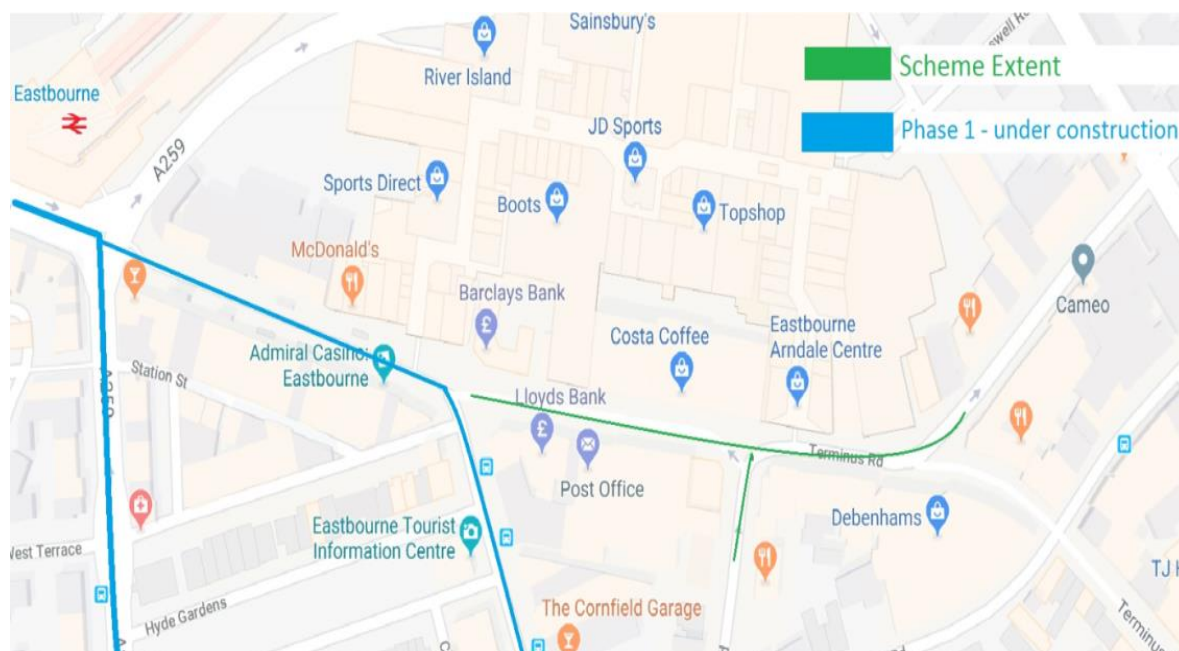 Sainsbury's
River Island
Eastbourne
A259
JD Sports
Sports Direct
Boots
Topshop
McDonald's
Barclays Bank
Cameo
Costa Coffee
Eastbourne
Arndale Centre
Admiral Casino:
Eastbourne
Station St
A259
Lloyds Bank
Post Office
Terminus Rd
Debenhams
Eastbourne Tourist
Information Centre
West Terrace
Hyde Gardens
The Cornfield Garage
Terminus
Scheme Extent
Phase 1 - under construction